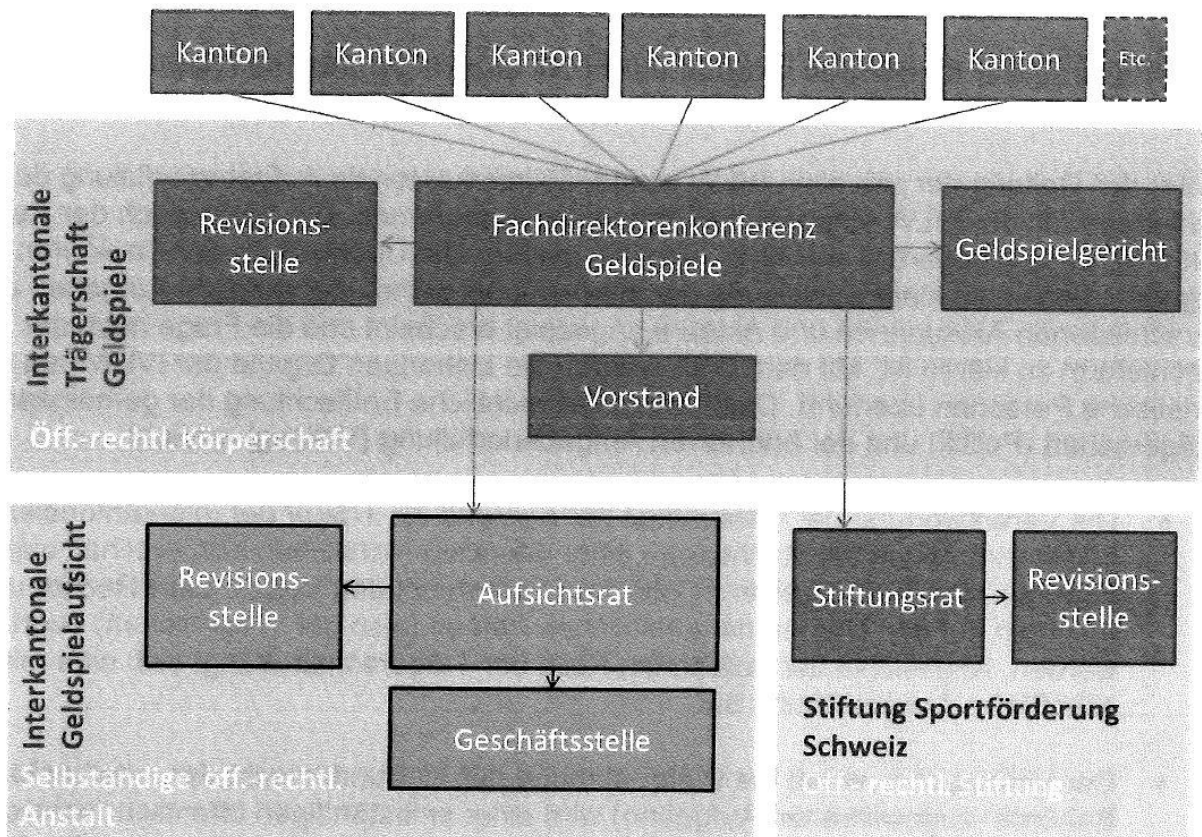 Kanton
Kanton
Kanton
Kanton
Kanton
Kanton
Etc.
Interkantonale
Trägerschaft
Geldspiele
Revisions-
stelle
Fachdirektorenkonferenz
Geldspiele
Geldspielgericht
Vorstand
Öff.-rechtl. Körperschaft
Interkantonale
Geldspielaufsicht
Revisions-
stelle
Aufsichtsrat
Geschäftsstelle
Selbständige öff.-rechtl.
Anstalt
Stiftungsrat
Revisions-
stelle
Stiftung Sportförderung
Schweiz
Öff.- rechtl. Stiftung